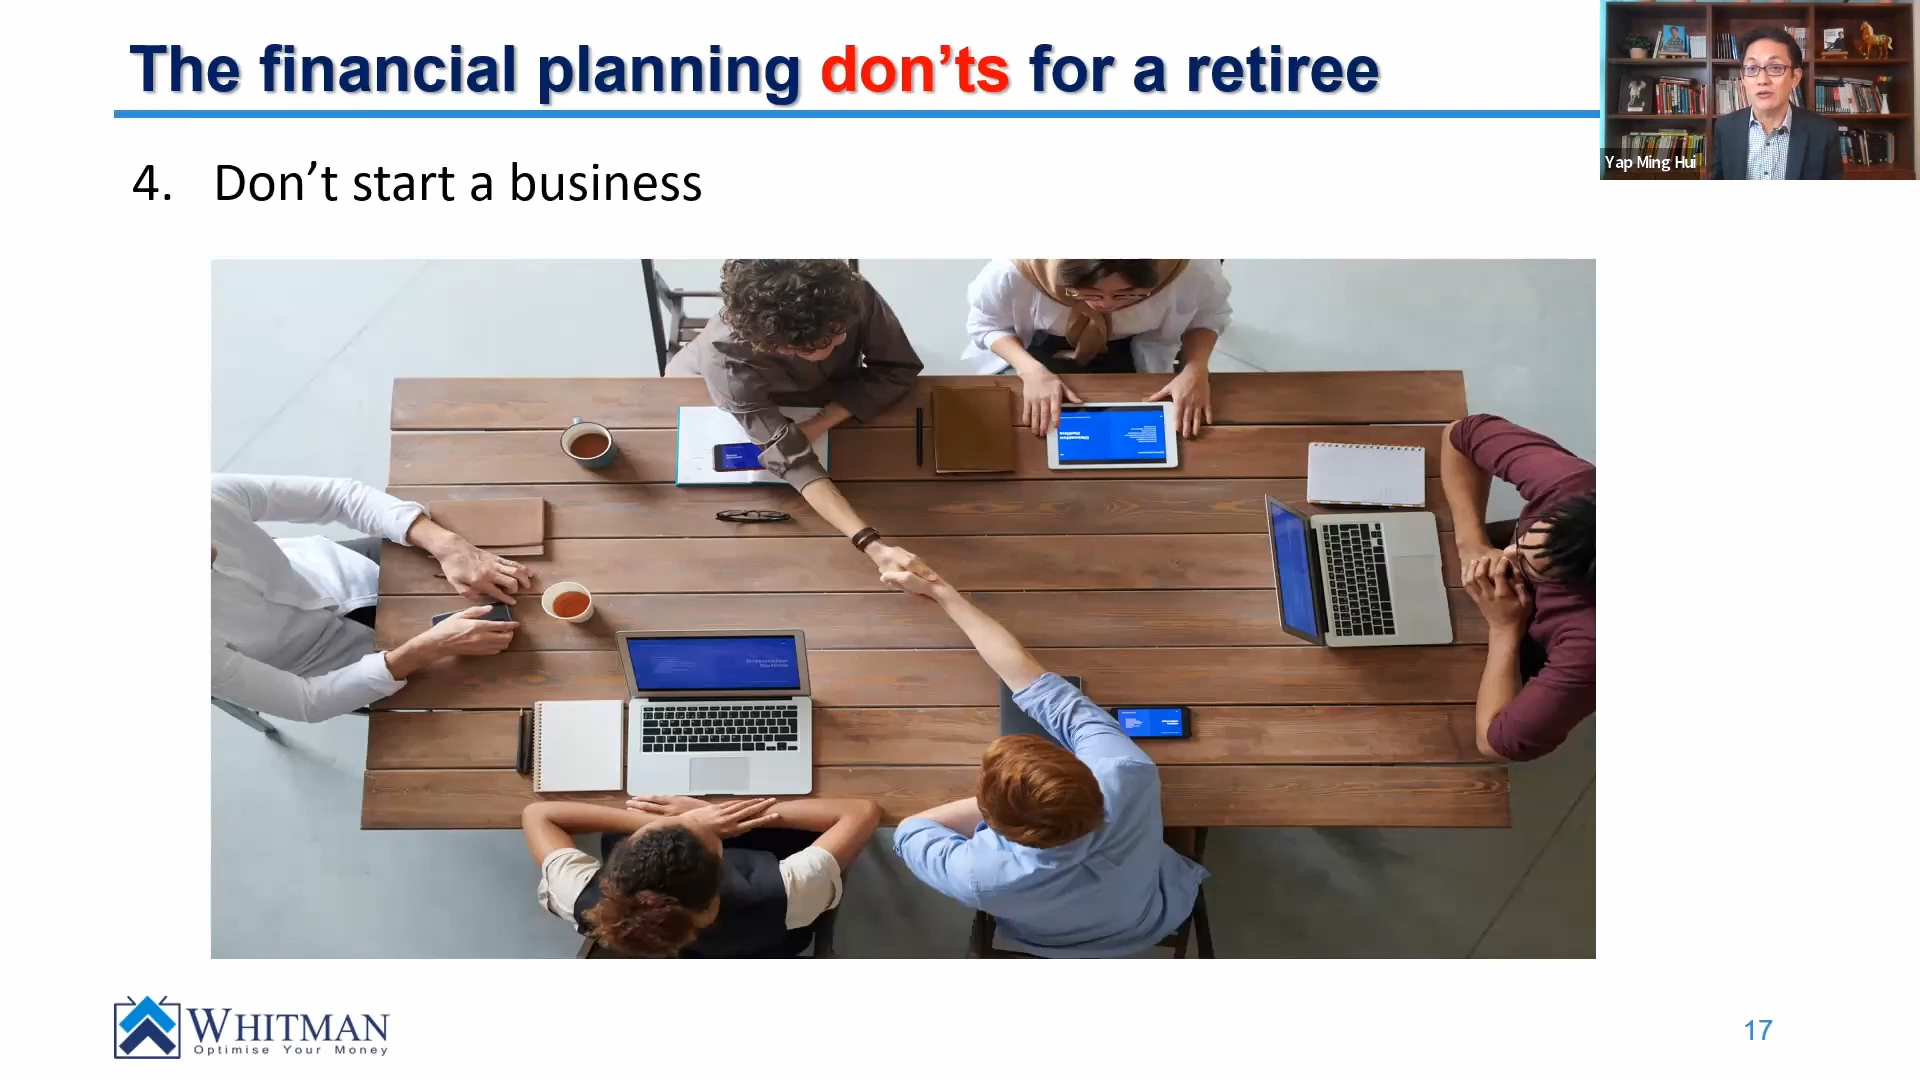 The financial planning don’ts for a retiree
Yap Ming Hui
4. Don’t start a business
WHITMAN
Optimise Your Money
17